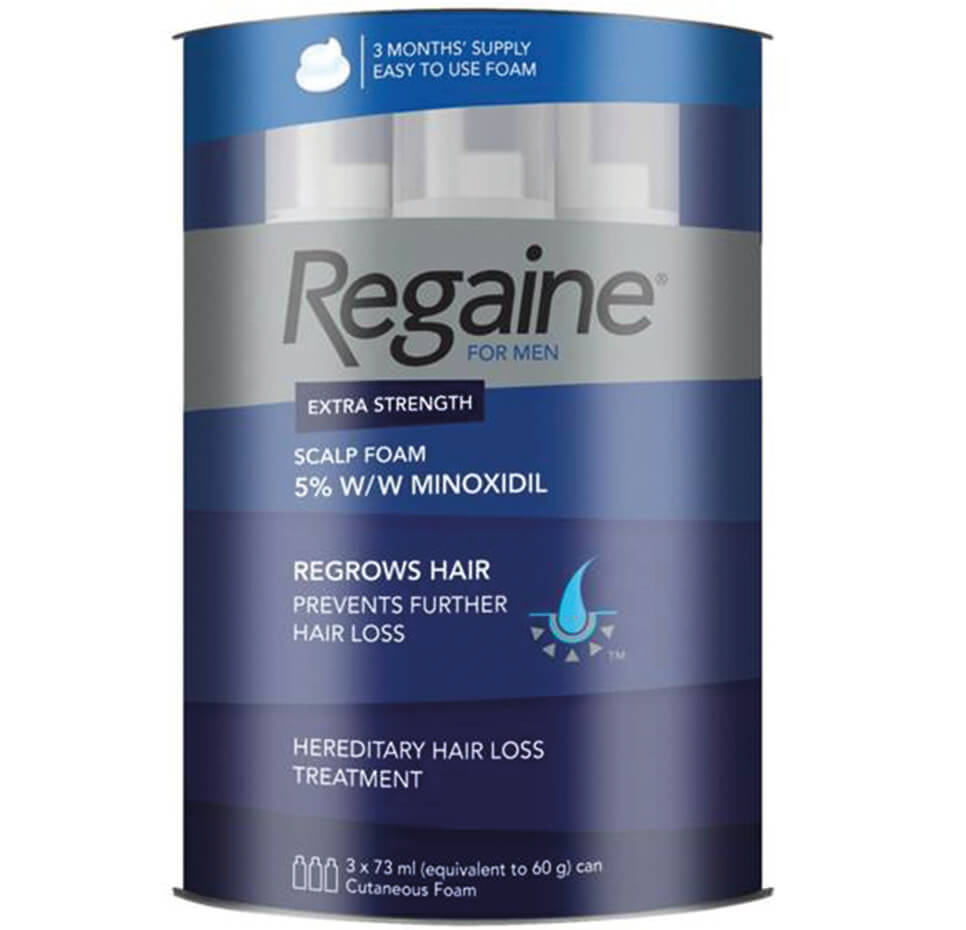 3 MONTHS' SUPPLY
EASY TO USE FOAM
Regaine®
FOR MEN
EXTRA STRENGTH
SCALP FOAM
5% W/W MINOXIDIL
REGROWS HAIR
PREVENTS FURTHER
HAIR LOSS
TM
HEREDITARY HAIR LOSS
TREATMENT
3 x 73 ml (equivalent to 60 g) can
Cutaneous Foam